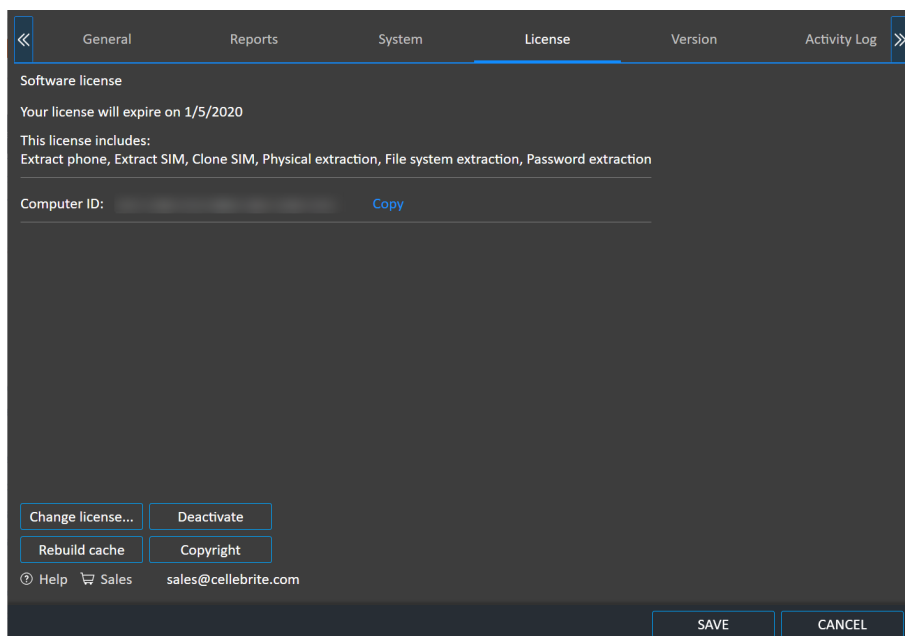 « General Reports System License Version Activity Log »
Software license
Your license will expire on 1/5/2020
This license includes:
Extract phone, Extract SIM, Clone SIM, Physical extraction, File system extraction, Password extraction
Computer ID: Copy
Change license... Deactivate
Rebuild cache Copyright
? Help Sales sales@cellebrite.com
SAVE CANCEL